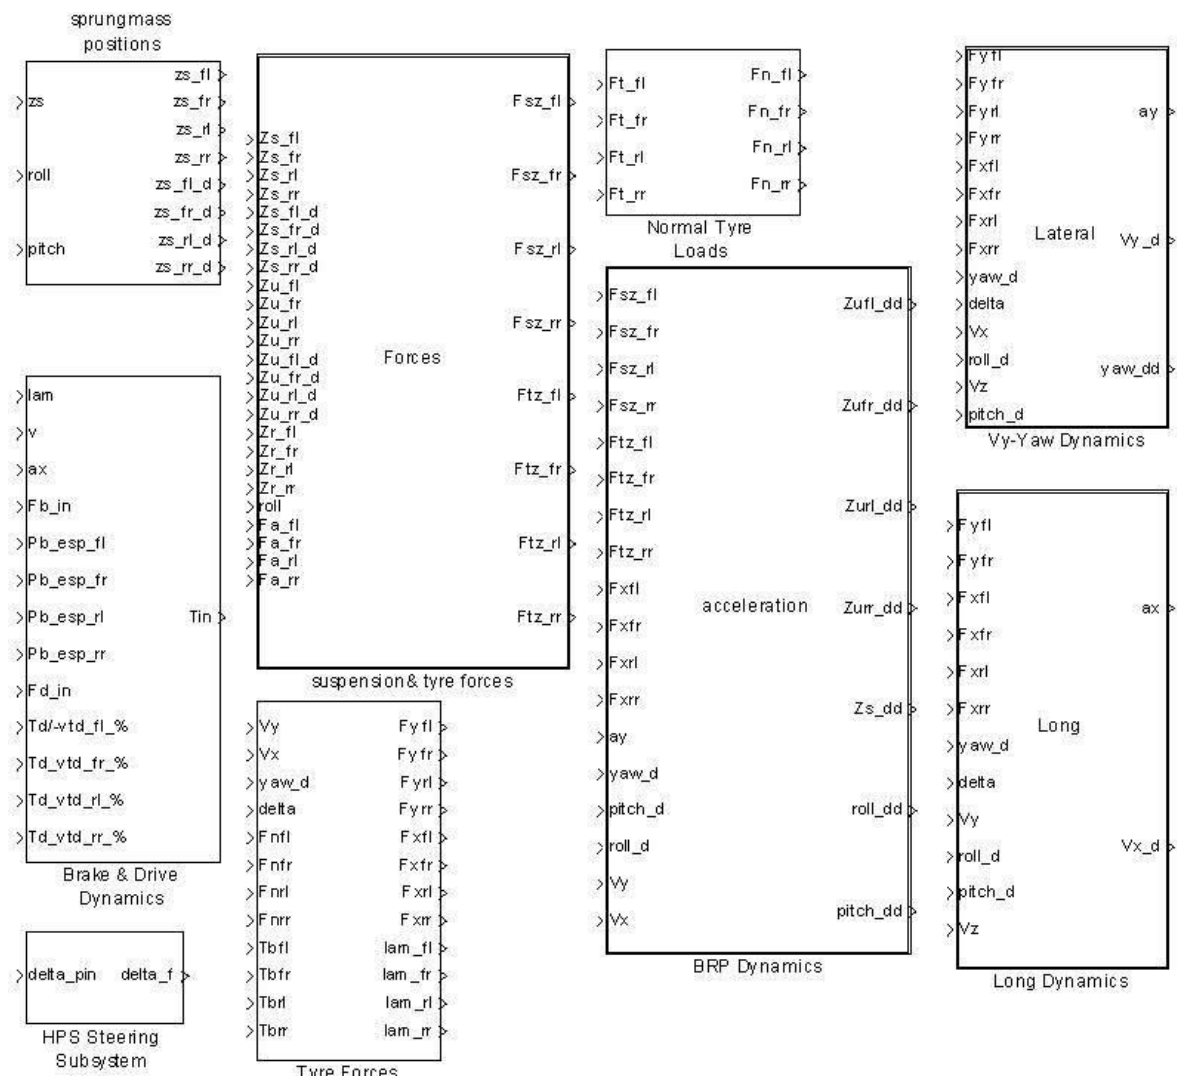 sprungmass
positions
zs
roll
pitch
zs_fl
zs_fr
zs_rl
zs_rr
zs_fl_d
zs_fr_d
zs_rl_d
zs_rr_d
lam
v
ax
Fb_in
Pb_esp_fl
Pb_esp_fr
Pb_esp_rl
Pb_esp_rr
Fd_in
Td/-vtd_fl_%
Td_vtd_fr_%
Td_vtd_rl_%
Td_vtd_rr_%
Tin
Brake & Drive
Dynamics
delta_pin
delta_f
HPS Steering
Subsystem
Zs_fl
Zs_fr
Zs_rl
Zs_rr
Zs_fl_d
Zs_fr_d
Zs_rl_d
Zs_rr_d
Zu_fl
Zu_fr
Zu_rl
Zu_rr
Zu_fl_d
Zu_fr_d
Zu_rl_d
Zu_rr_d
Zr_fl
Zr_fr
Zr_rl
Zr_rr
roll
Fa_fl
Fa_fr
Fa_rl
Fa_rr
Forces
Fsz_fl
Fsz_fr
Fsz_rl
Fsz_rr
Ftz_fl
Ftz_fr
Ftz_rl
Ftz_rr
suspension & tyre forces
Vy
Vx
yaw_d
delta
Fnfl
Fnfr
Fnrl
Fnrr
Tbfl
Tbfr
Tbrl
Tbrr
Fyfl
Fyfr
Fyrl
Fyrr
Fxfl
Fxfr
Fxrl
Fxrr
lam_fl
lam_fr
lam_rl
lam_rr
Tyre Forces
Ft_fl
Ft_fr
Ft_rl
Ft_rr
Fn_fl
Fn_fr
Fn_rl
Fn_rr
Normal Tyre
Loads
Fsz_fl
Fsz_fr
Fsz_rl
Fsz_rr
Ftz_fl
Ftz_fr
Ftz_rl
Ftz_rr
Fxfl
Fxfr
Fxrl
Fxrr
ay
yaw_d
pitch_d
roll_d
Vy
Vx
acceleration
Zufl_dd
Zufr_dd
Zurl_dd
Zurr_dd
Zs_dd
roll_dd
pitch_dd
BRP Dynamics
Fyfl
Fyfr
Fyrl
Fyrr
Fxfl
Fxfr
Fxrl
Fxrr
yaw_d
delta
Vx
roll_d
Vz
pitch_d
Lateral
ay
Vy_d
yaw_dd
Vy-Yaw Dynamics
Fyfl
Fyfr
Fxfl
Fxfr
Fxrl
Fxrr
yaw_d
delta
Vy
roll_d
pitch_d
Vz
Long
ax
Vx_d
Long Dynamics